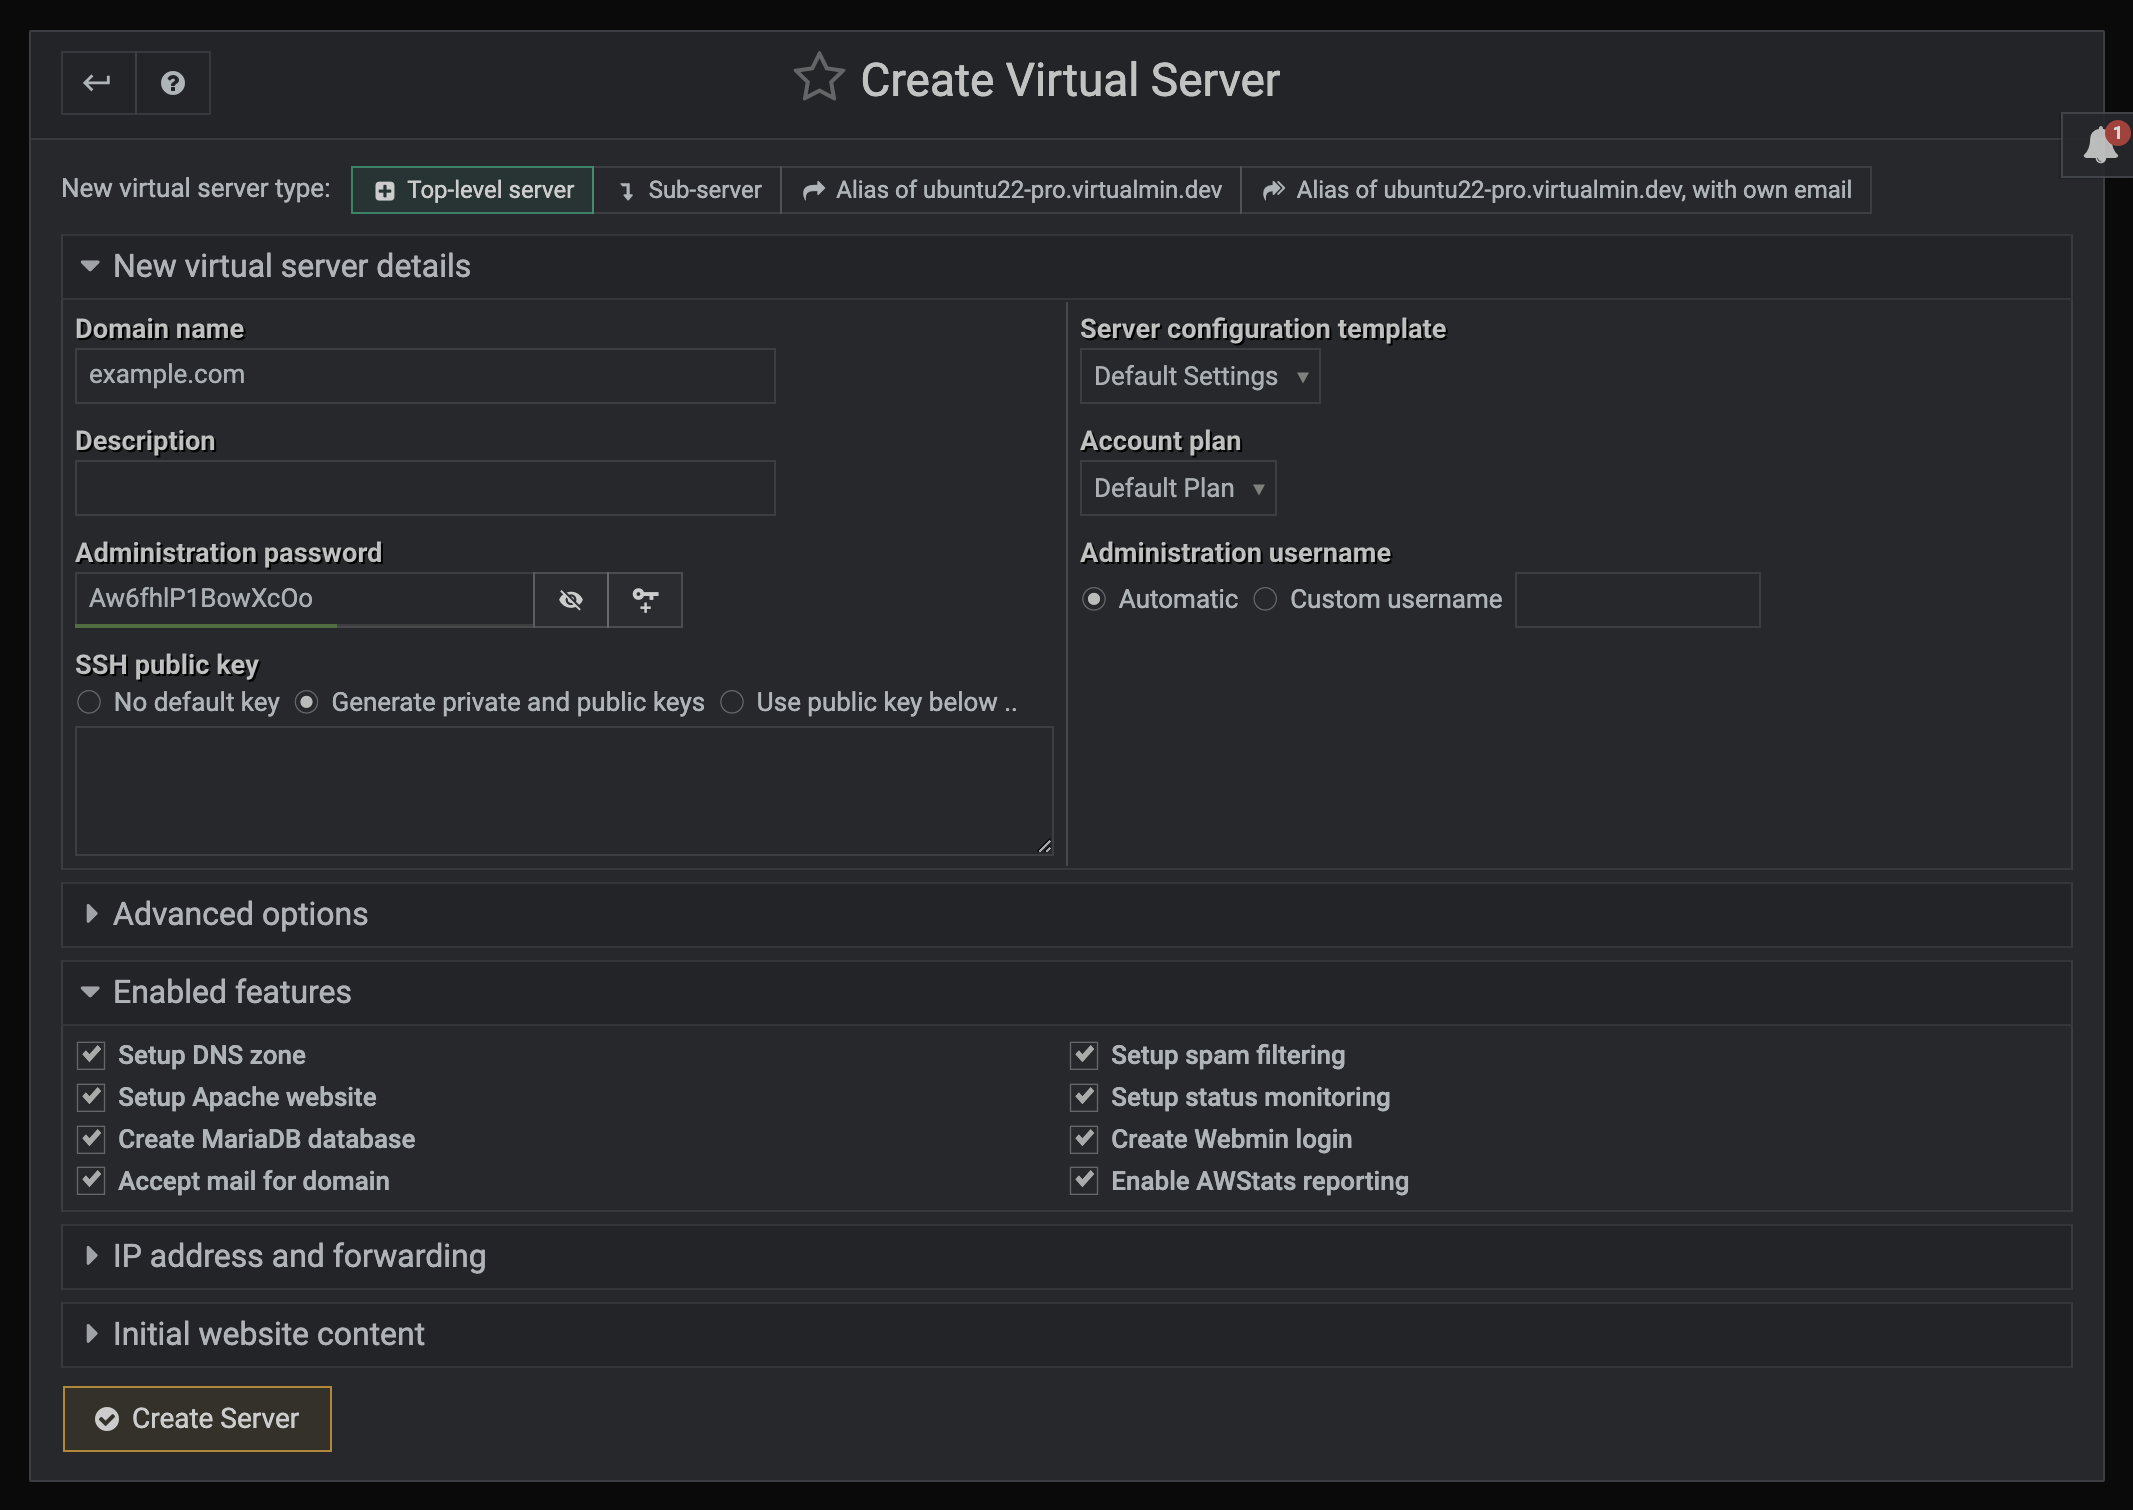 Create Virtual Server
1
New virtual server type: Top-level server Sub-server Alias of ubuntu22-pro.virtualmin.dev Alias of ubuntu22-pro.virtualmin.dev, with own email
New virtual server details
Domain name
example.com
Description
Administration password
Aw6fhlP1BowXcOo
SSH public key
No default key Generate private and public keys Use public key below ..
Server configuration template
Default Settings
Account plan
Default Plan
Administration username
Automatic Custom username
Advanced options
Enabled features
Setup DNS zone
Setup Apache website
Create MariaDB database
Accept mail for domain
Setup spam filtering
Setup status monitoring
Create Webmin login
Enable AWStats reporting
IP address and forwarding
Initial website content
Create Server